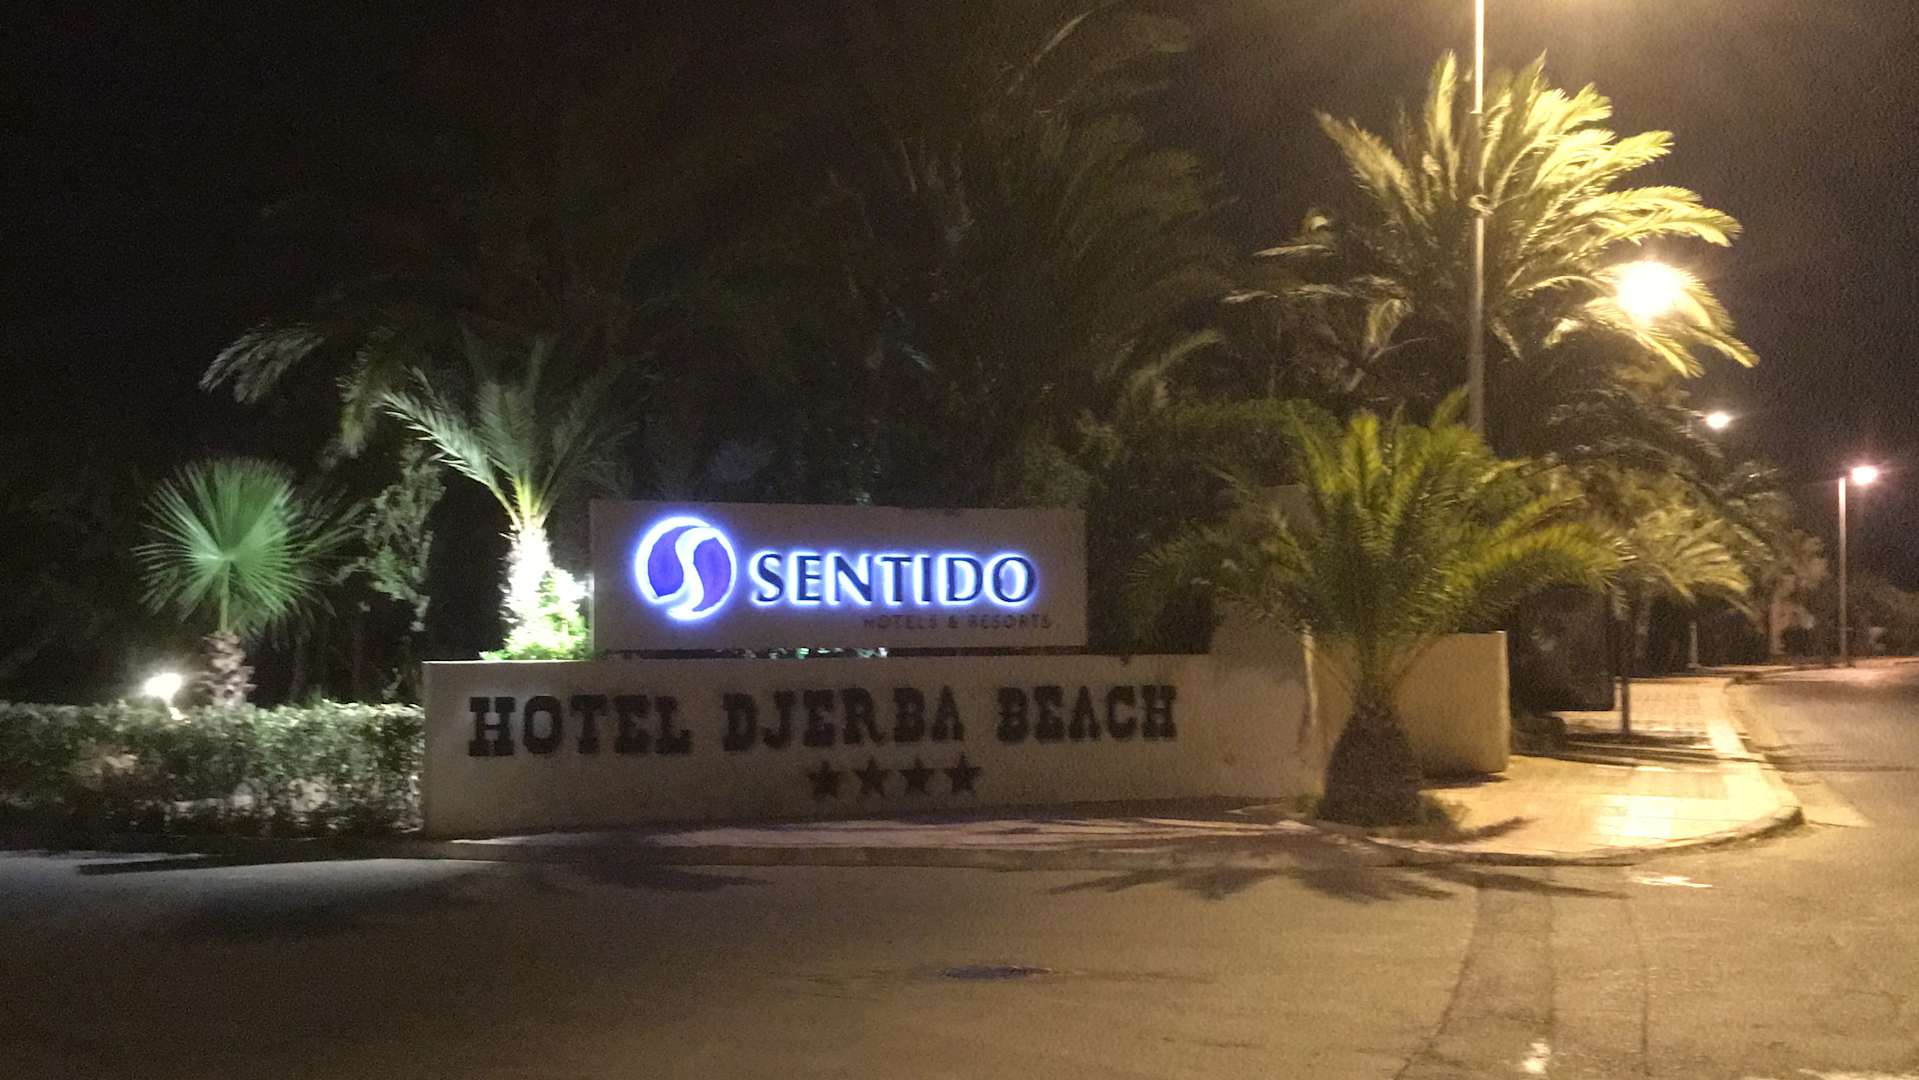 SENTIDO
HOTELS & RESORTS
HOTEL DJERBA BEACH
★★★★